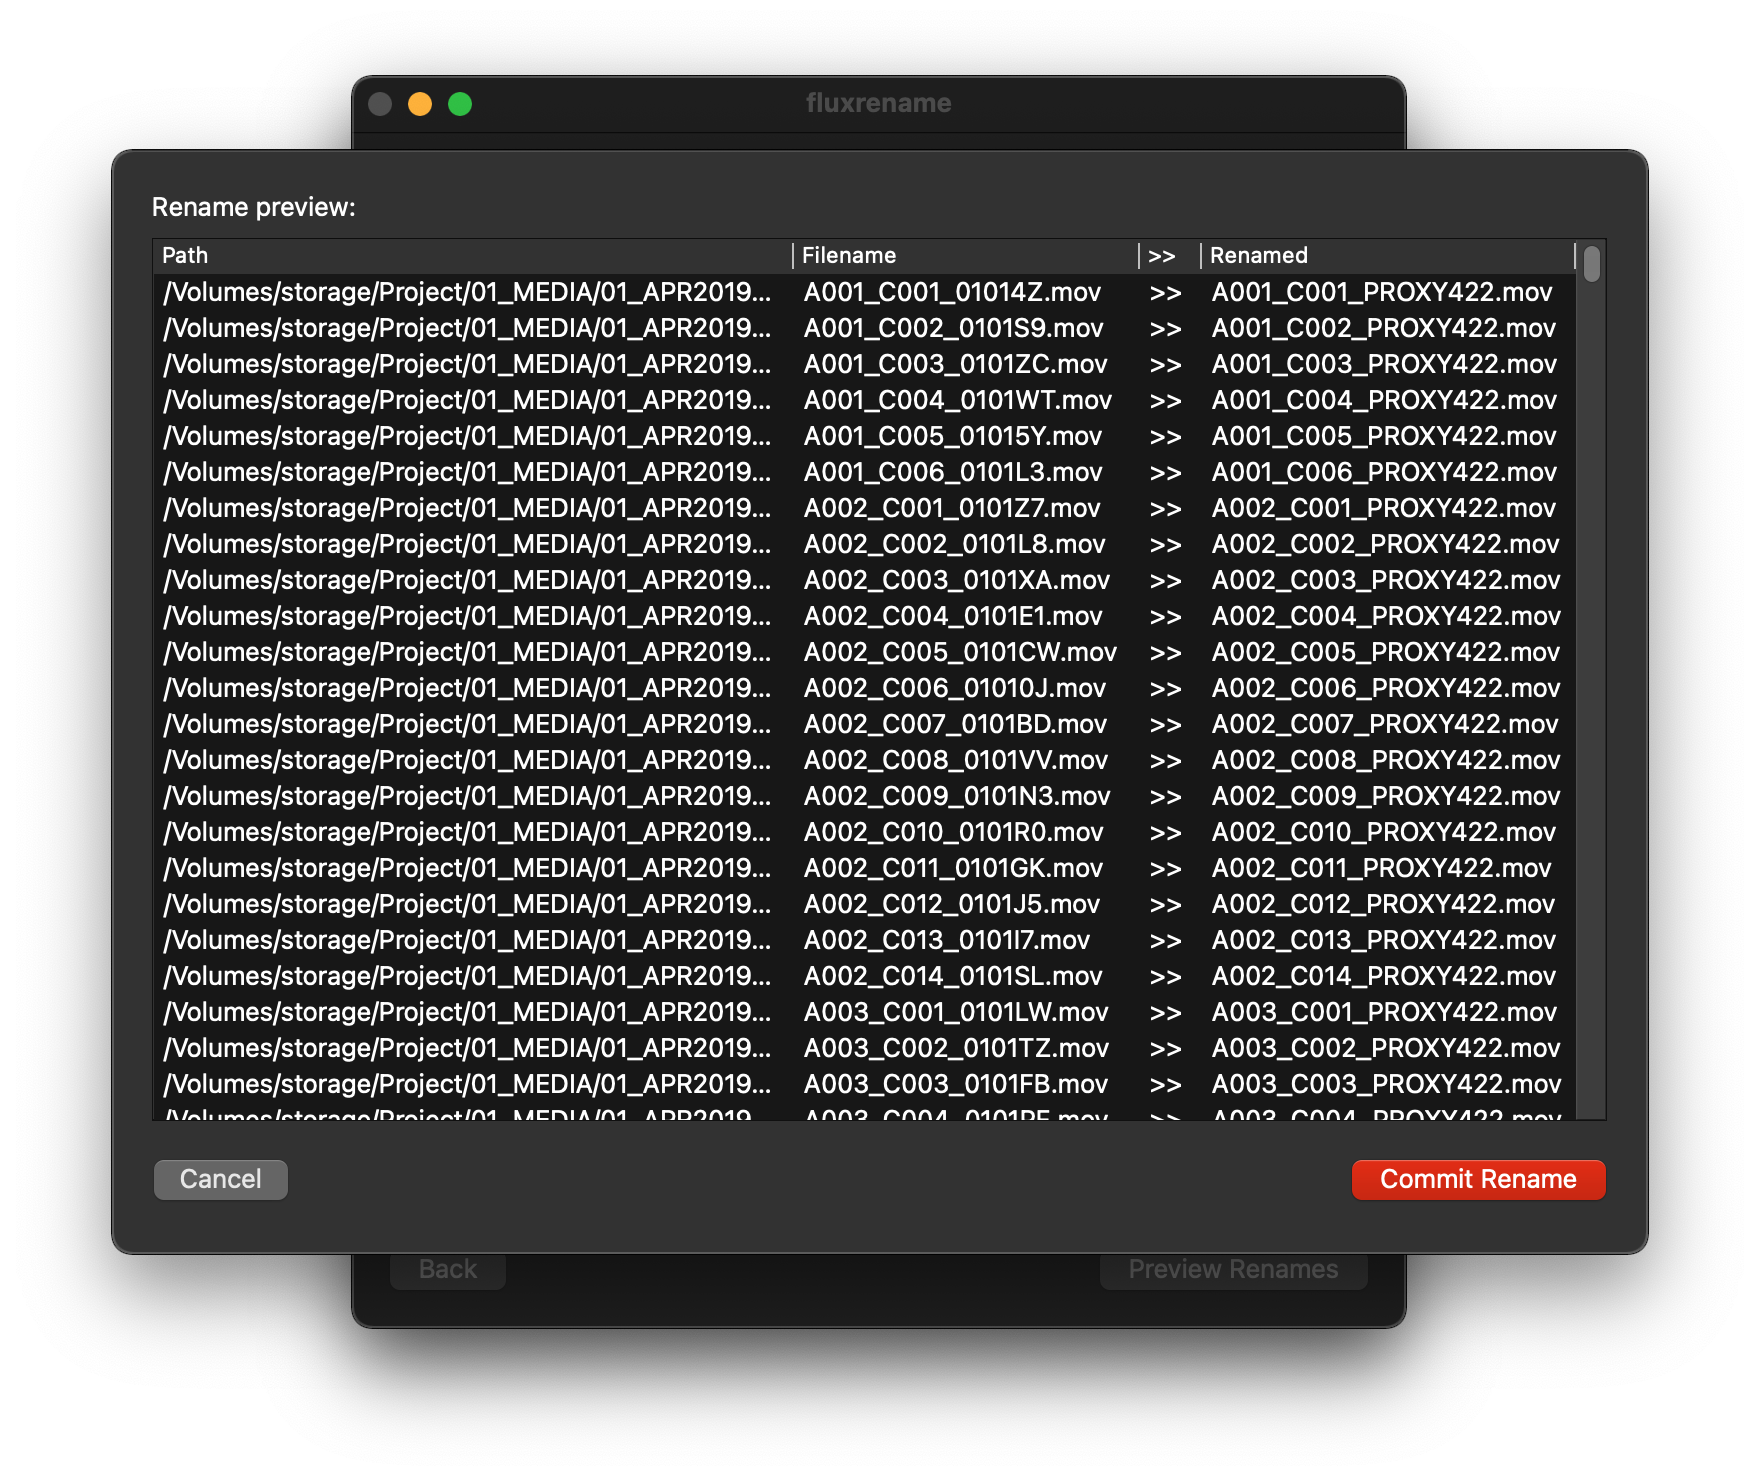 fluxrename
Rename preview:
Path Filename >> Renamed
/Volumes/storage/Project/01_MEDIA/01_APR2019... A001_C001_01014Z.mov >> A001_C001_PROXY422.mov
/Volumes/storage/Project/01_MEDIA/01_APR2019... A001_C002_0101S9.mov >> A001_C002_PROXY422.mov
/Volumes/storage/Project/01_MEDIA/01_APR2019... A001_C003_0101ZC.mov >> A001_C003_PROXY422.mov
/Volumes/storage/Project/01_MEDIA/01_APR2019... A001_C004_0101WT.mov >> A001_C004_PROXY422.mov
/Volumes/storage/Project/01_MEDIA/01_APR2019... A001_C005_01015Y.mov >> A001_C005_PROXY422.mov
/Volumes/storage/Project/01_MEDIA/01_APR2019... A001_C006_0101L3.mov >> A001_C006_PROXY422.mov
/Volumes/storage/Project/01_MEDIA/01_APR2019... A002_C001_0101Z7.mov >> A002_C001_PROXY422.mov
/Volumes/storage/Project/01_MEDIA/01_APR2019... A002_C002_0101L8.mov >> A002_C002_PROXY422.mov
/Volumes/storage/Project/01_MEDIA/01_APR2019... A002_C003_0101XA.mov >> A002_C003_PROXY422.mov
/Volumes/storage/Project/01_MEDIA/01_APR2019... A002_C004_0101E1.mov >> A002_C004_PROXY422.mov
/Volumes/storage/Project/01_MEDIA/01_APR2019... A002_C005_0101CW.mov >> A002_C005_PROXY422.mov
/Volumes/storage/Project/01_MEDIA/01_APR2019... A002_C006_01010J.mov >> A002_C006_PROXY422.mov
/Volumes/storage/Project/01_MEDIA/01_APR2019... A002_C007_0101BD.mov >> A002_C007_PROXY422.mov
/Volumes/storage/Project/01_MEDIA/01_APR2019... A002_C008_0101VV.mov >> A002_C008_PROXY422.mov
/Volumes/storage/Project/01_MEDIA/01_APR2019... A002_C009_0101N3.mov >> A002_C009_PROXY422.mov
/Volumes/storage/Project/01_MEDIA/01_APR2019... A002_C010_0101R0.mov >> A002_C010_PROXY422.mov
/Volumes/storage/Project/01_MEDIA/01_APR2019... A002_C011_0101GK.mov >> A002_C011_PROXY422.mov
/Volumes/storage/Project/01_MEDIA/01_APR2019... A002_C012_0101J5.mov >> A002_C012_PROXY422.mov
/Volumes/storage/Project/01_MEDIA/01_APR2019... A002_C013_0101I7.mov >> A002_C013_PROXY422.mov
/Volumes/storage/Project/01_MEDIA/01_APR2019... A002_C014_0101SL.mov >> A002_C014_PROXY422.mov
/Volumes/storage/Project/01_MEDIA/01_APR2019... A003_C001_0101LW.mov >> A003_C001_PROXY422.mov
/Volumes/storage/Project/01_MEDIA/01_APR2019... A003_C002_0101TZ.mov >> A003_C002_PROXY422.mov
/Volumes/storage/Project/01_MEDIA/01_APR2019... A003_C003_0101FB.mov >> A003_C003_PROXY422.mov
/Volumes/storage/Project/01_MEDIA/01_APR2019 >> A003_C004_PROXY422.mov
Cancel Commit Rename
Back Preview Renames